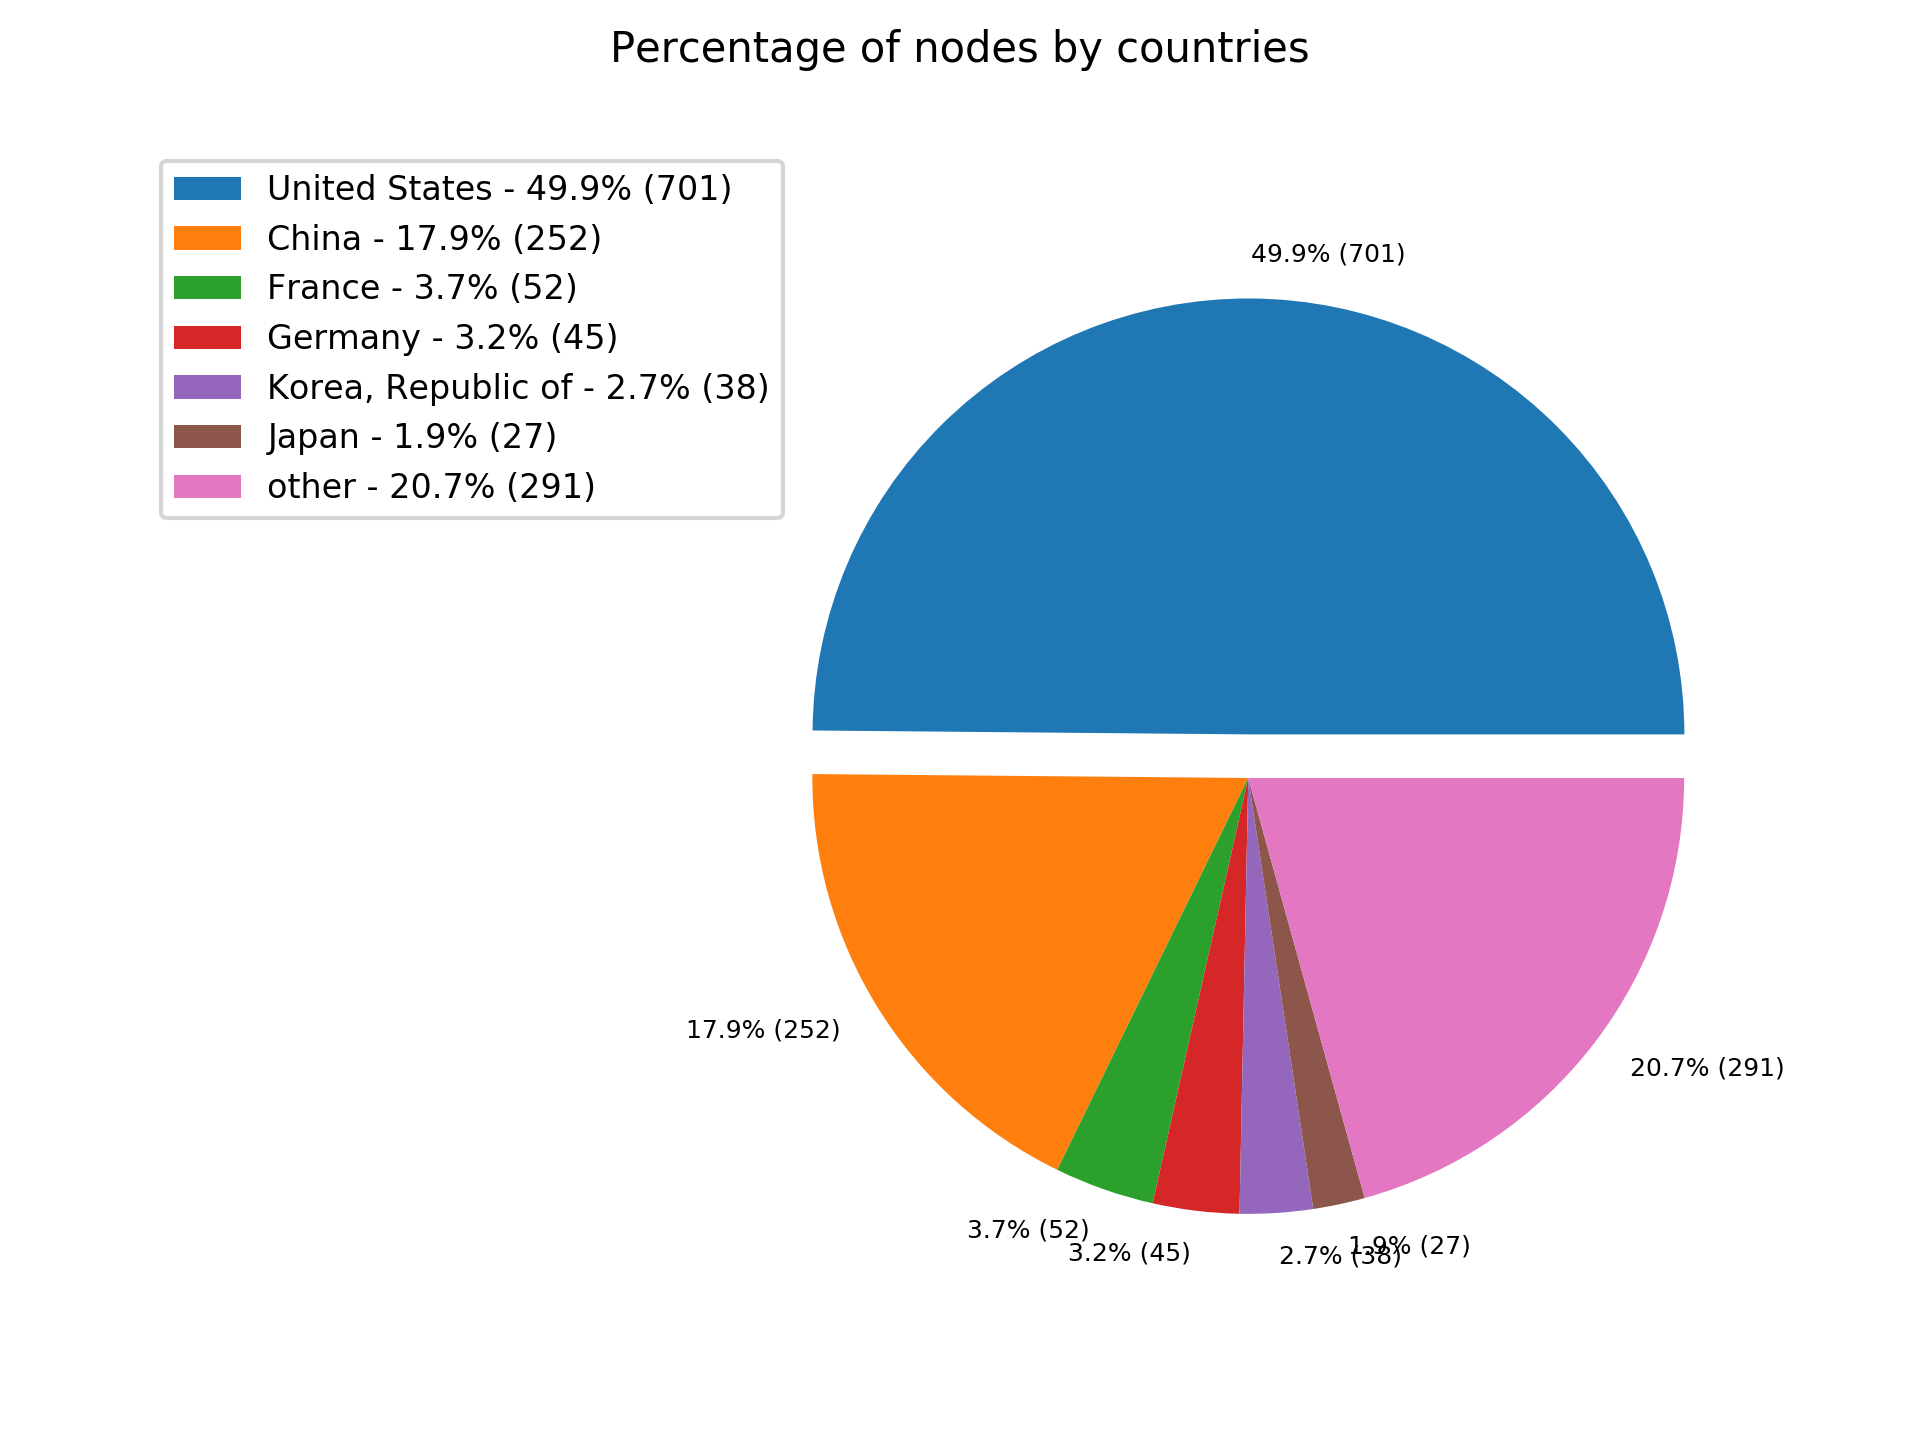 Percentage of nodes by countries
United States - 49.9% (701)
China - 17.9% (252)
France - 3.7% (52)
Germany - 3.2% (45)
Korea, Republic of - 2.7% (38)
Japan - 1.9% (27)
other - 20.7% (291)
49.9% (701)
17.9% (252)
20.7% (291)
3.7% (52)
3.2% (45)
2.7% (38)
1.9% (27)